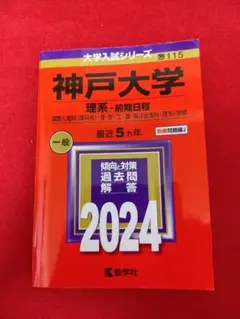 大学入試シリーズ
115
神戸大学
理系-前期日程
最近5カ年
一般
傾向と対策
過去問
解答
2024
教学社